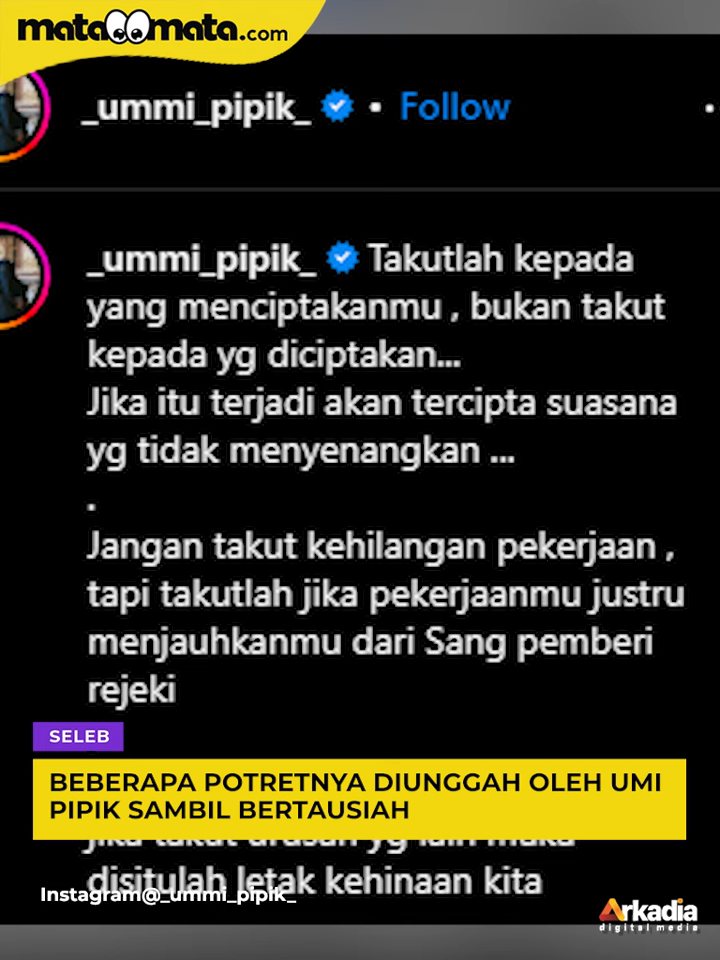 mata mata.com
_ummi_pipik_ • Follow
_ummi_pipik_ Takutlah kepada
yang menciptakanmu , bukan takut
kepada yg diciptakan...
Jika itu terjadi akan tercipta suasana
yg tidak menyenangkan ...
.
Jangan takut kehilangan pekerjaan ,
tapi takutlah jika pekerjaanmu justru
menjauhkanmu dari Sang pemberi
rejeki
SELEB
BEBERAPA POTRETNYA DIUNGGAH OLEH UMI
PIPIK SAMBIL BERTAUSIAH
disitulah letak kehinaan kita
Instagram@_ummi_pipik_
Arkadia
digital media